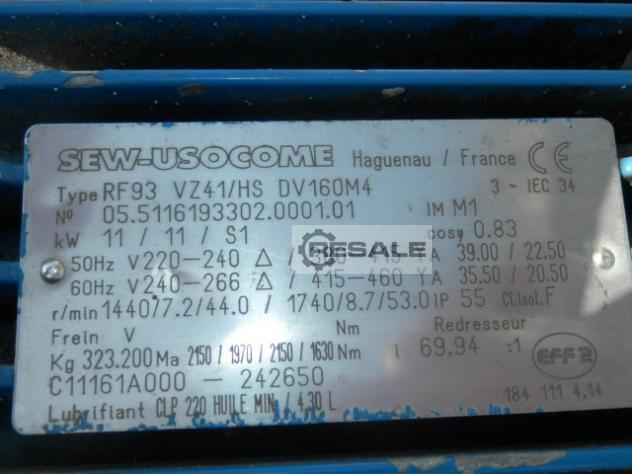 SEW-USOCOME Haguenau / France CE
Type RF93 VZ41/HS DV160M4 3 ~ IEC 34
Nº 05.5116193302.0001.01 IM M1
kW 11 / 11 / S1 cosφ 0.83
RESALE
50Hz V220-240 Δ / A 39.00 / 22.50
60Hz V240-266 Δ / 415-460 Y A 35.50 / 20.50
r/min 1440/7.2/44.0 / 1740/8.7/53.0 IP 55 Cl.Isol.F
Frein V Nm Redresseur
Kg 323.200 Ma 2150 / 1970 / 2150 / 1630 Nm i 69.94 :1
EFF2
C11161A000 - 242650
Lubrifiant CLP 220 HUILE MIN / 4,30 L
184 111 4.14